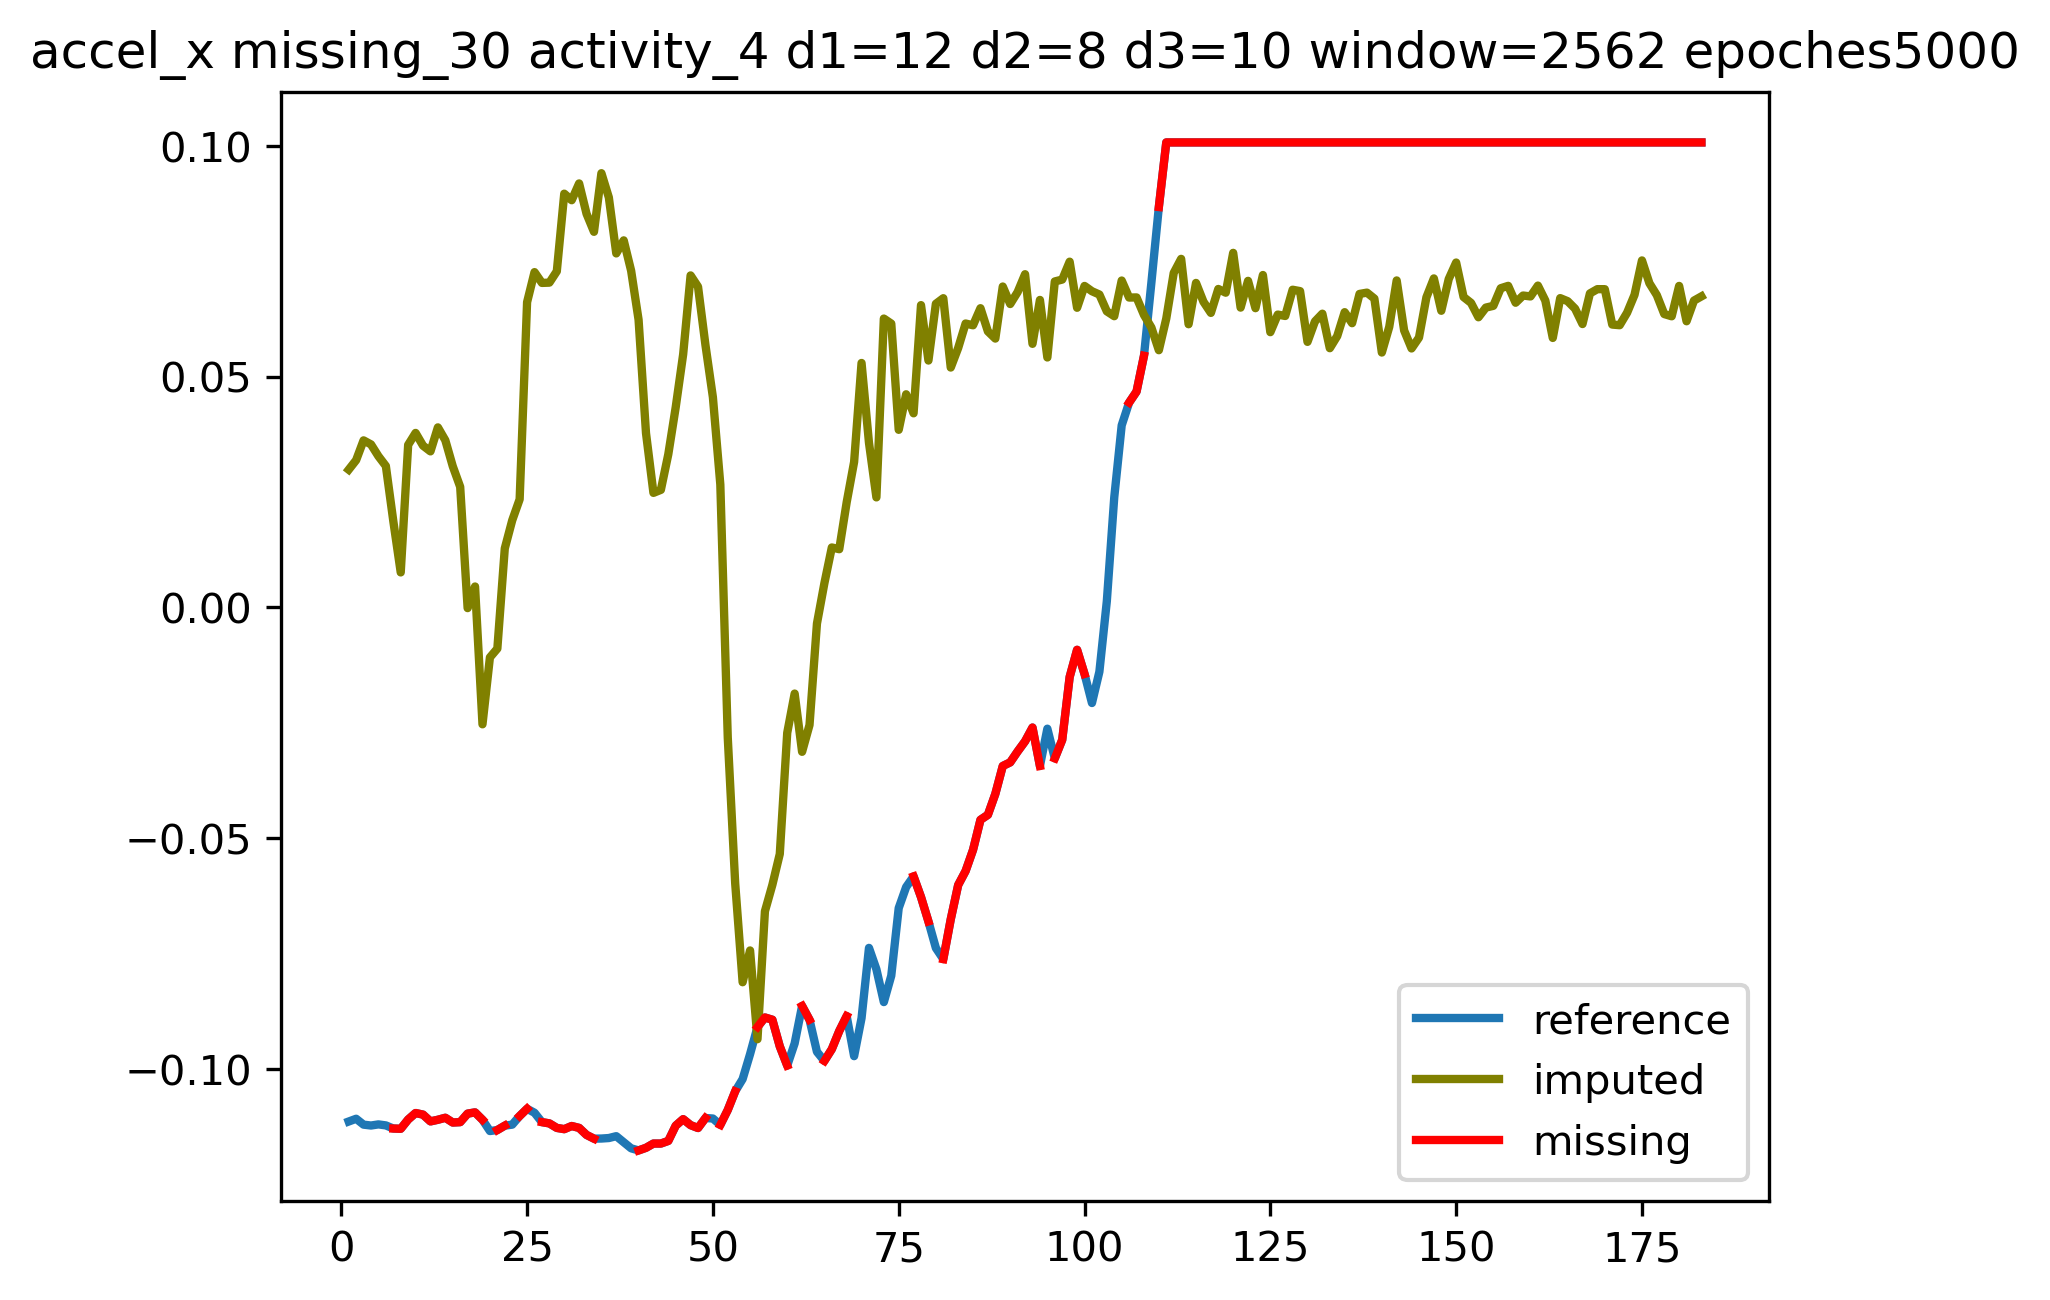 accel_x missing_30 activity_4 d1=12 d2=8 d3=10 window=2562 epoches5000
0.10
0.05
0.00
−0.05
−0.10
reference
imputed
missing
0 25 50 75 100 125 150 175